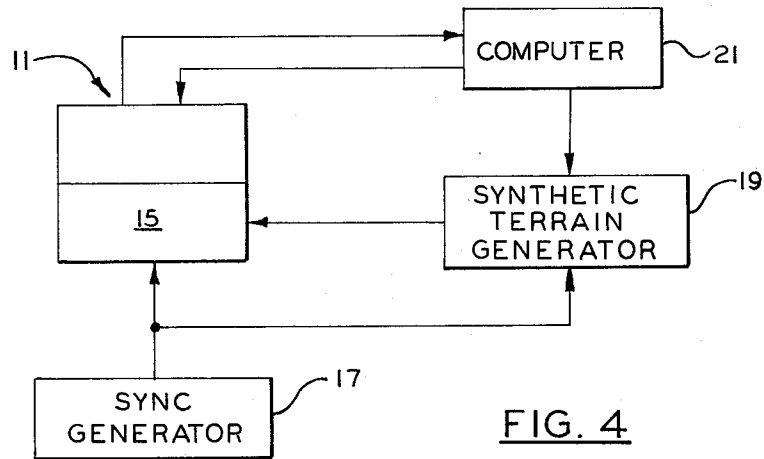 11
COMPUTER
21
15
SYNTHETIC
TERRAIN
GENERATOR
19
SYNC
GENERATOR
17
FIG. 4